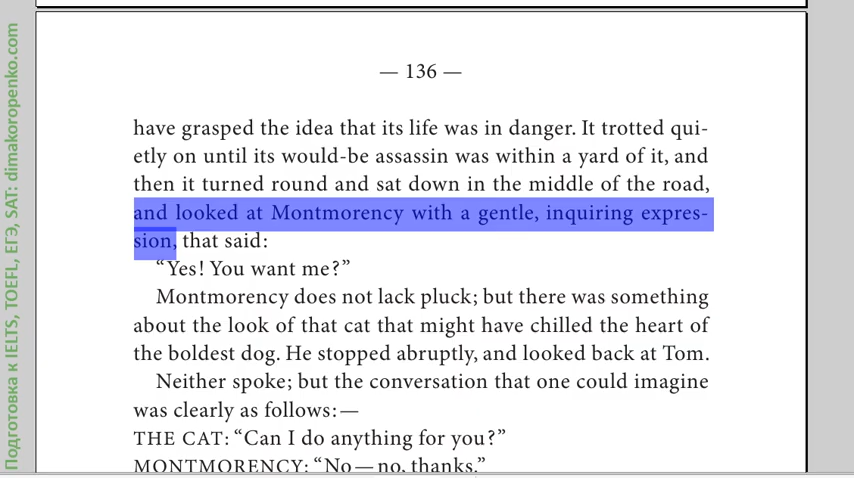 Подготовка к IELTS, TOEFL, ЕГЭ, SAT: dimakoropenko.com
— 136 —
have grasped the idea that its life was in danger. It trotted qui-
etly on until its would-be assassin was within a yard of it, and
then it turned round and sat down in the middle of the road,
and looked at Montmorency with a gentle, inquiring expres-
sion, that said:
“Yes! You want me?”
Montmorency does not lack pluck; but there was something
about the look of that cat that might have chilled the heart of
the boldest dog. He stopped abruptly, and looked back at Tom.
Neither spoke; but the conversation that one could imagine
was clearly as follows:—
THE CAT: “Can I do anything for you?”
MONTMORENCY: “No—no, thanks.”